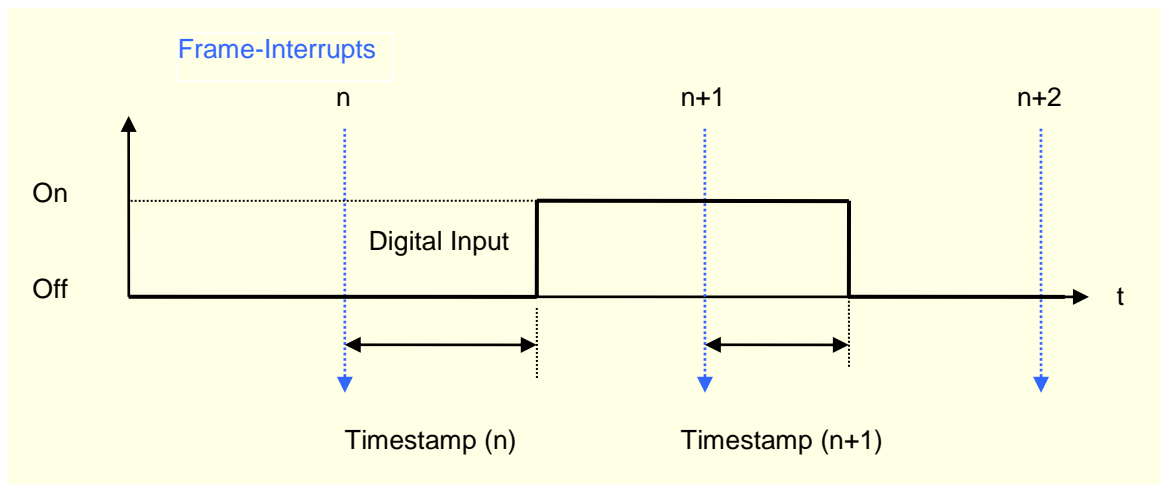 Frame-Interrupts
n n+1 n+2
On
Digital Input
Off
t
Timestamp (n) Timestamp (n+1)